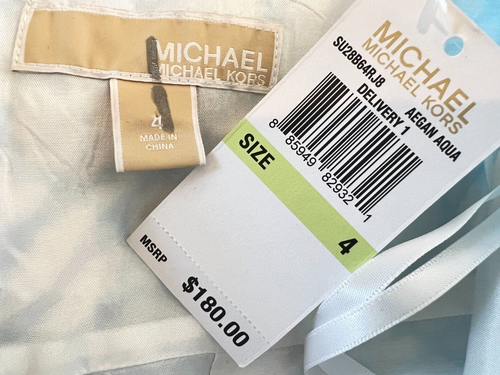 MICHAEL
MICHAEL KORS
4
MADE IN
CHINA
MICHAEL
MICHAEL KORS
SU28B64RJ8
AEGAN AQUA
DELIVERY 1
8 85949 82932 1
SIZE
4
MSRP
$180.00